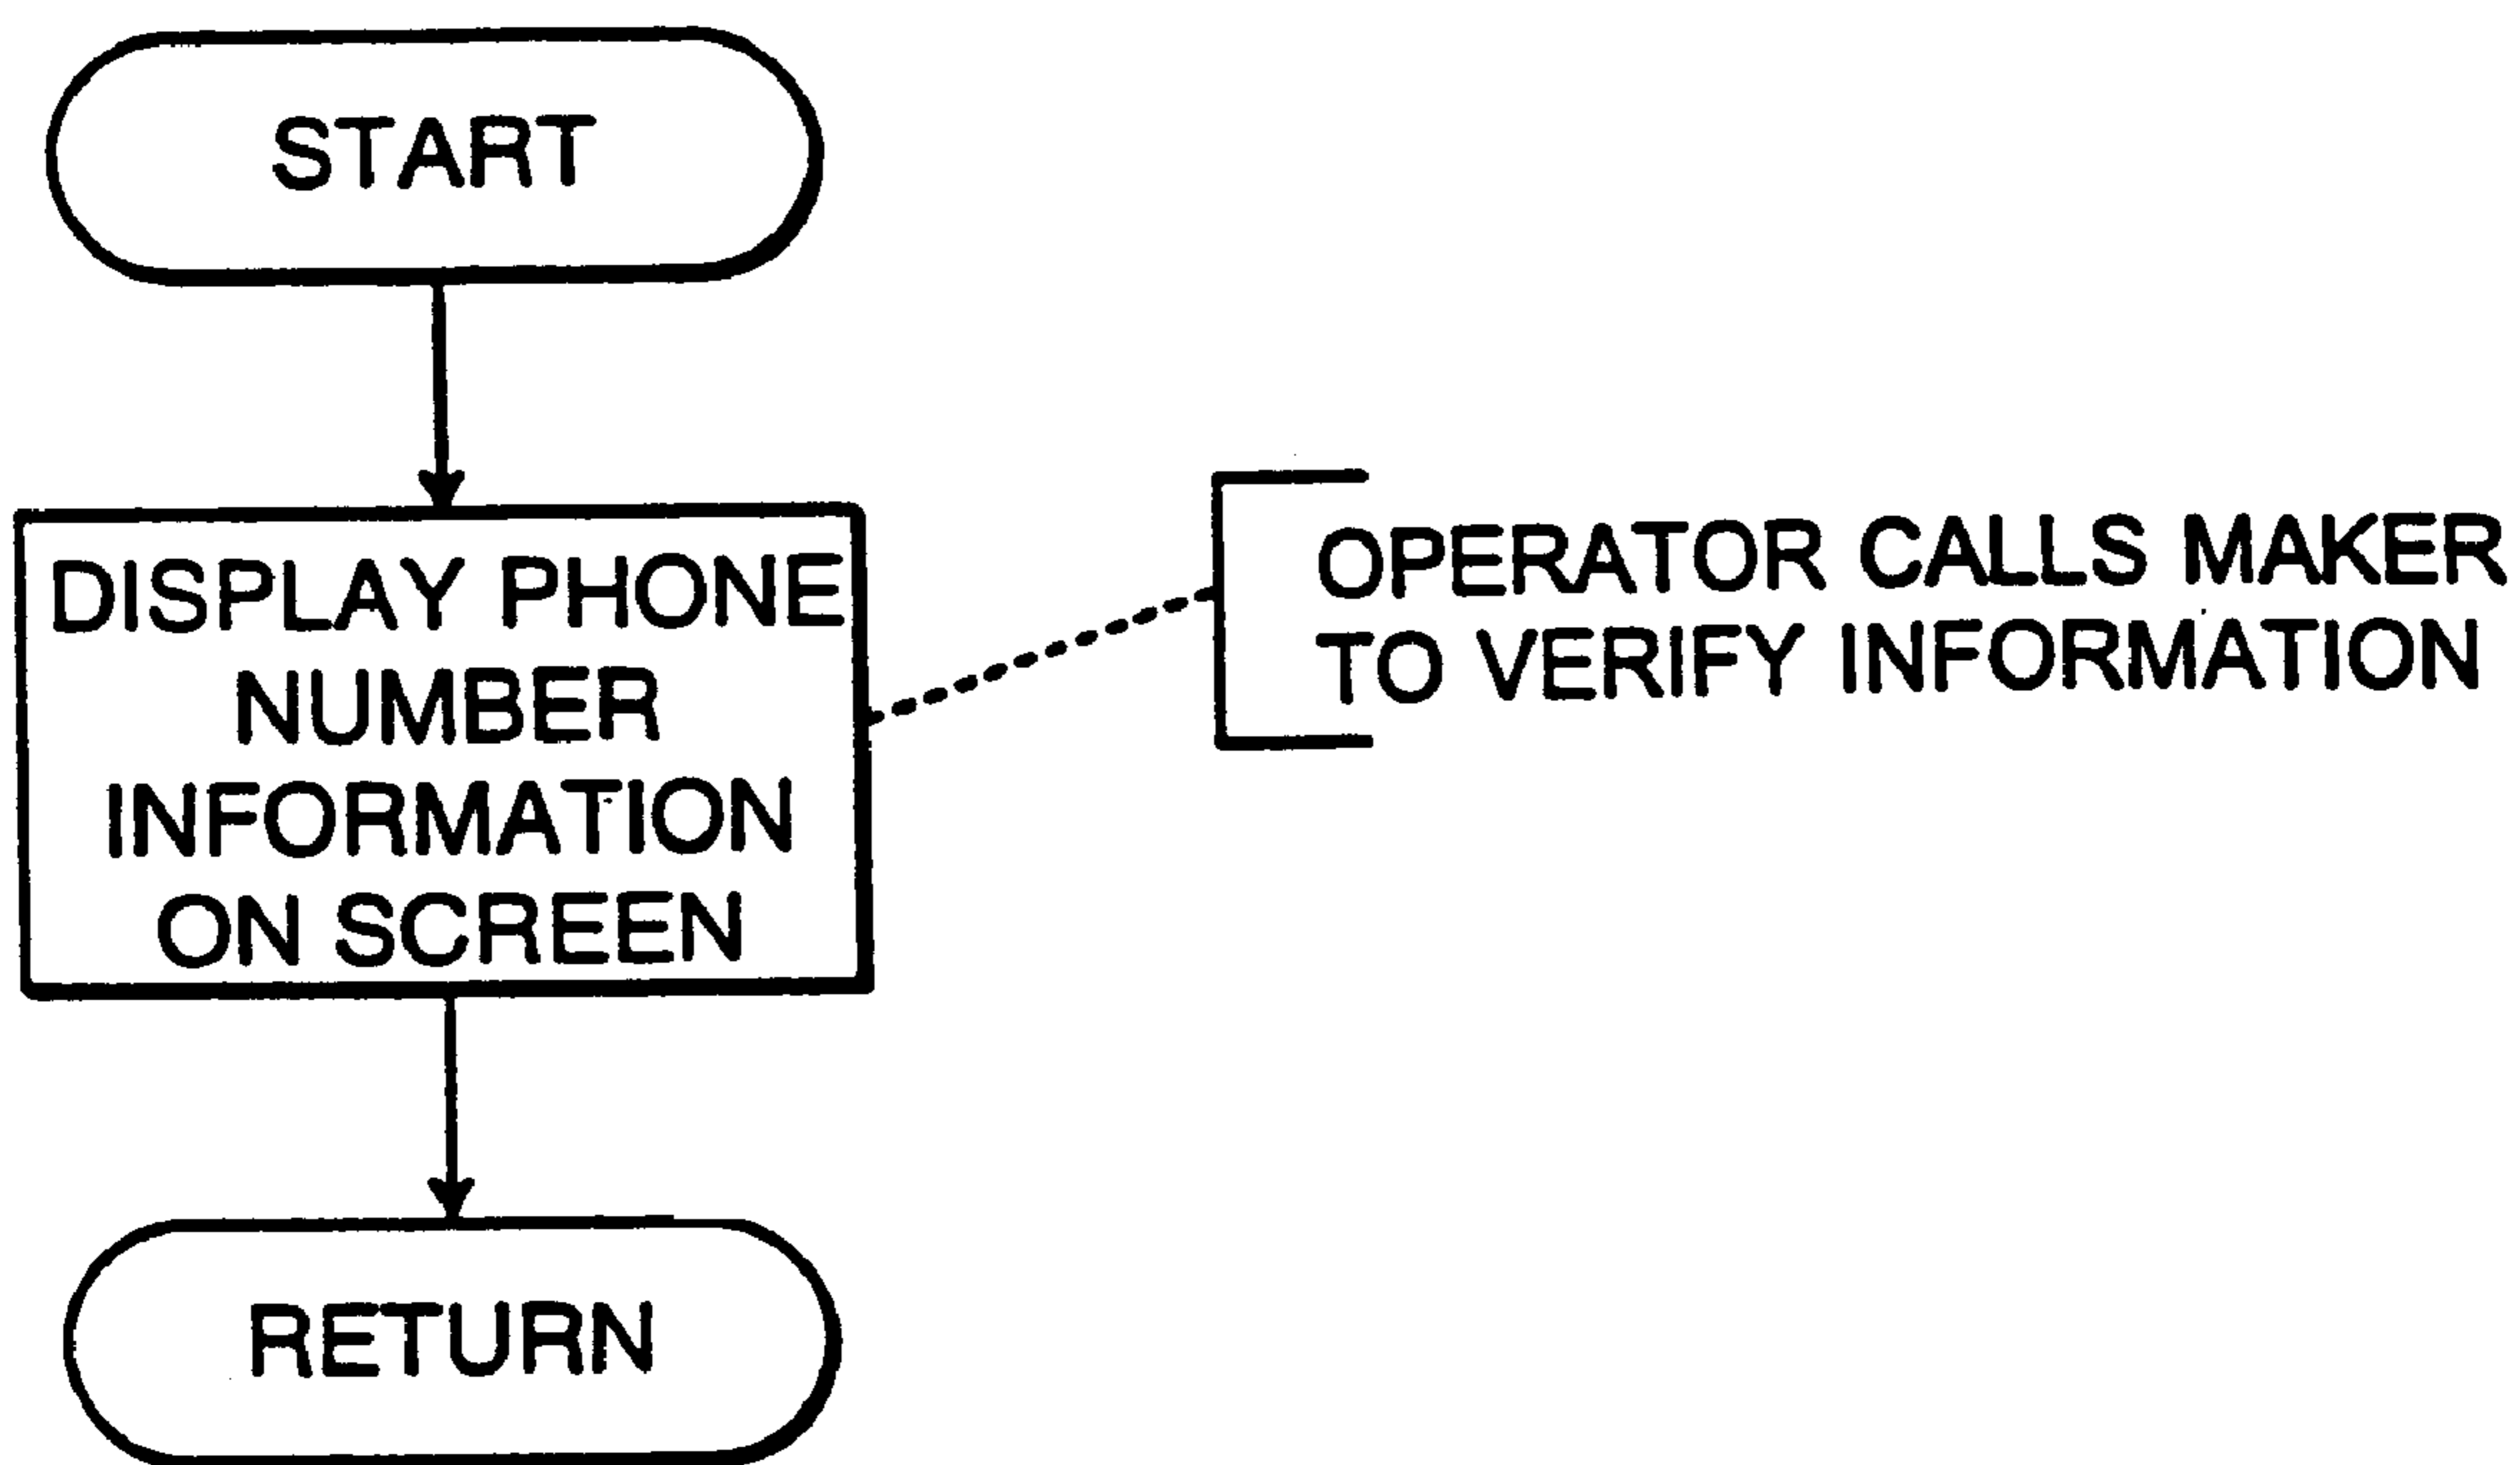 START
DISPLAY PHONE
NUMBER
INFORMATION
ON SCREEN
OPERATOR CALLS MAKER
TO VERIFY INFORMATION
RETURN